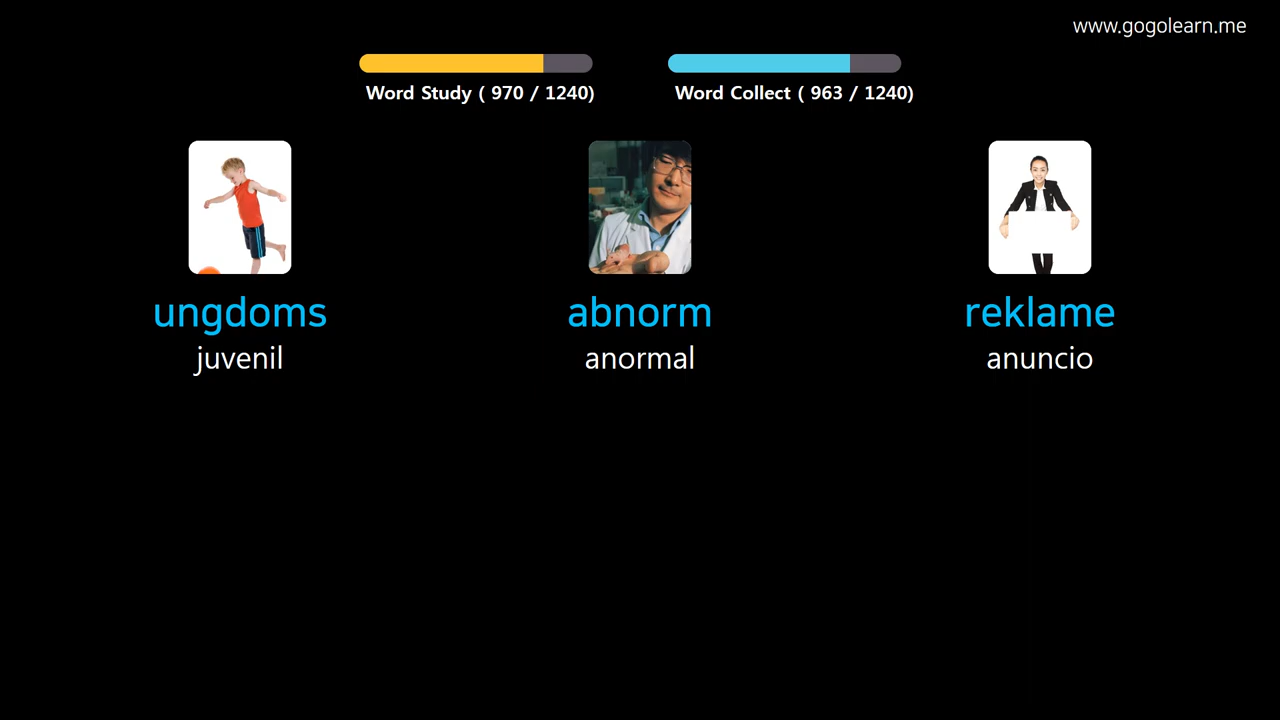 www.gogolearn.me
Word Study ( 970 / 1240)
Word Collect ( 963 / 1240)
ungdoms
abnorm
reklame
juvenil
anormal
anuncio